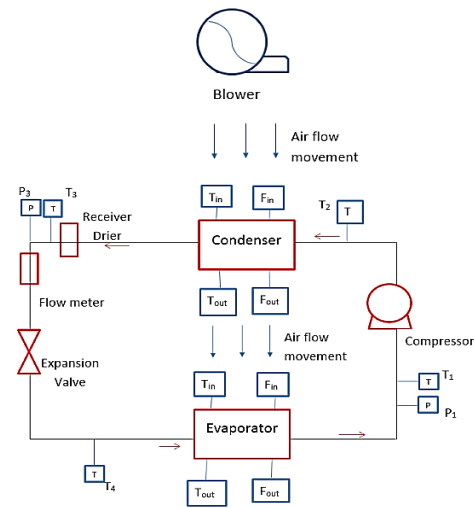 Blower
Air flow
movement
P3
T3
P
T
Receiver
Drier
Tin
Fin
T2
T
Condenser
Tout
Fout
Flow meter
Compressor
Air flow
movement
Expansion
Valve
Tin
Fin
T
T1
P
P1
Evaporator
T
T4
Tout
Fout